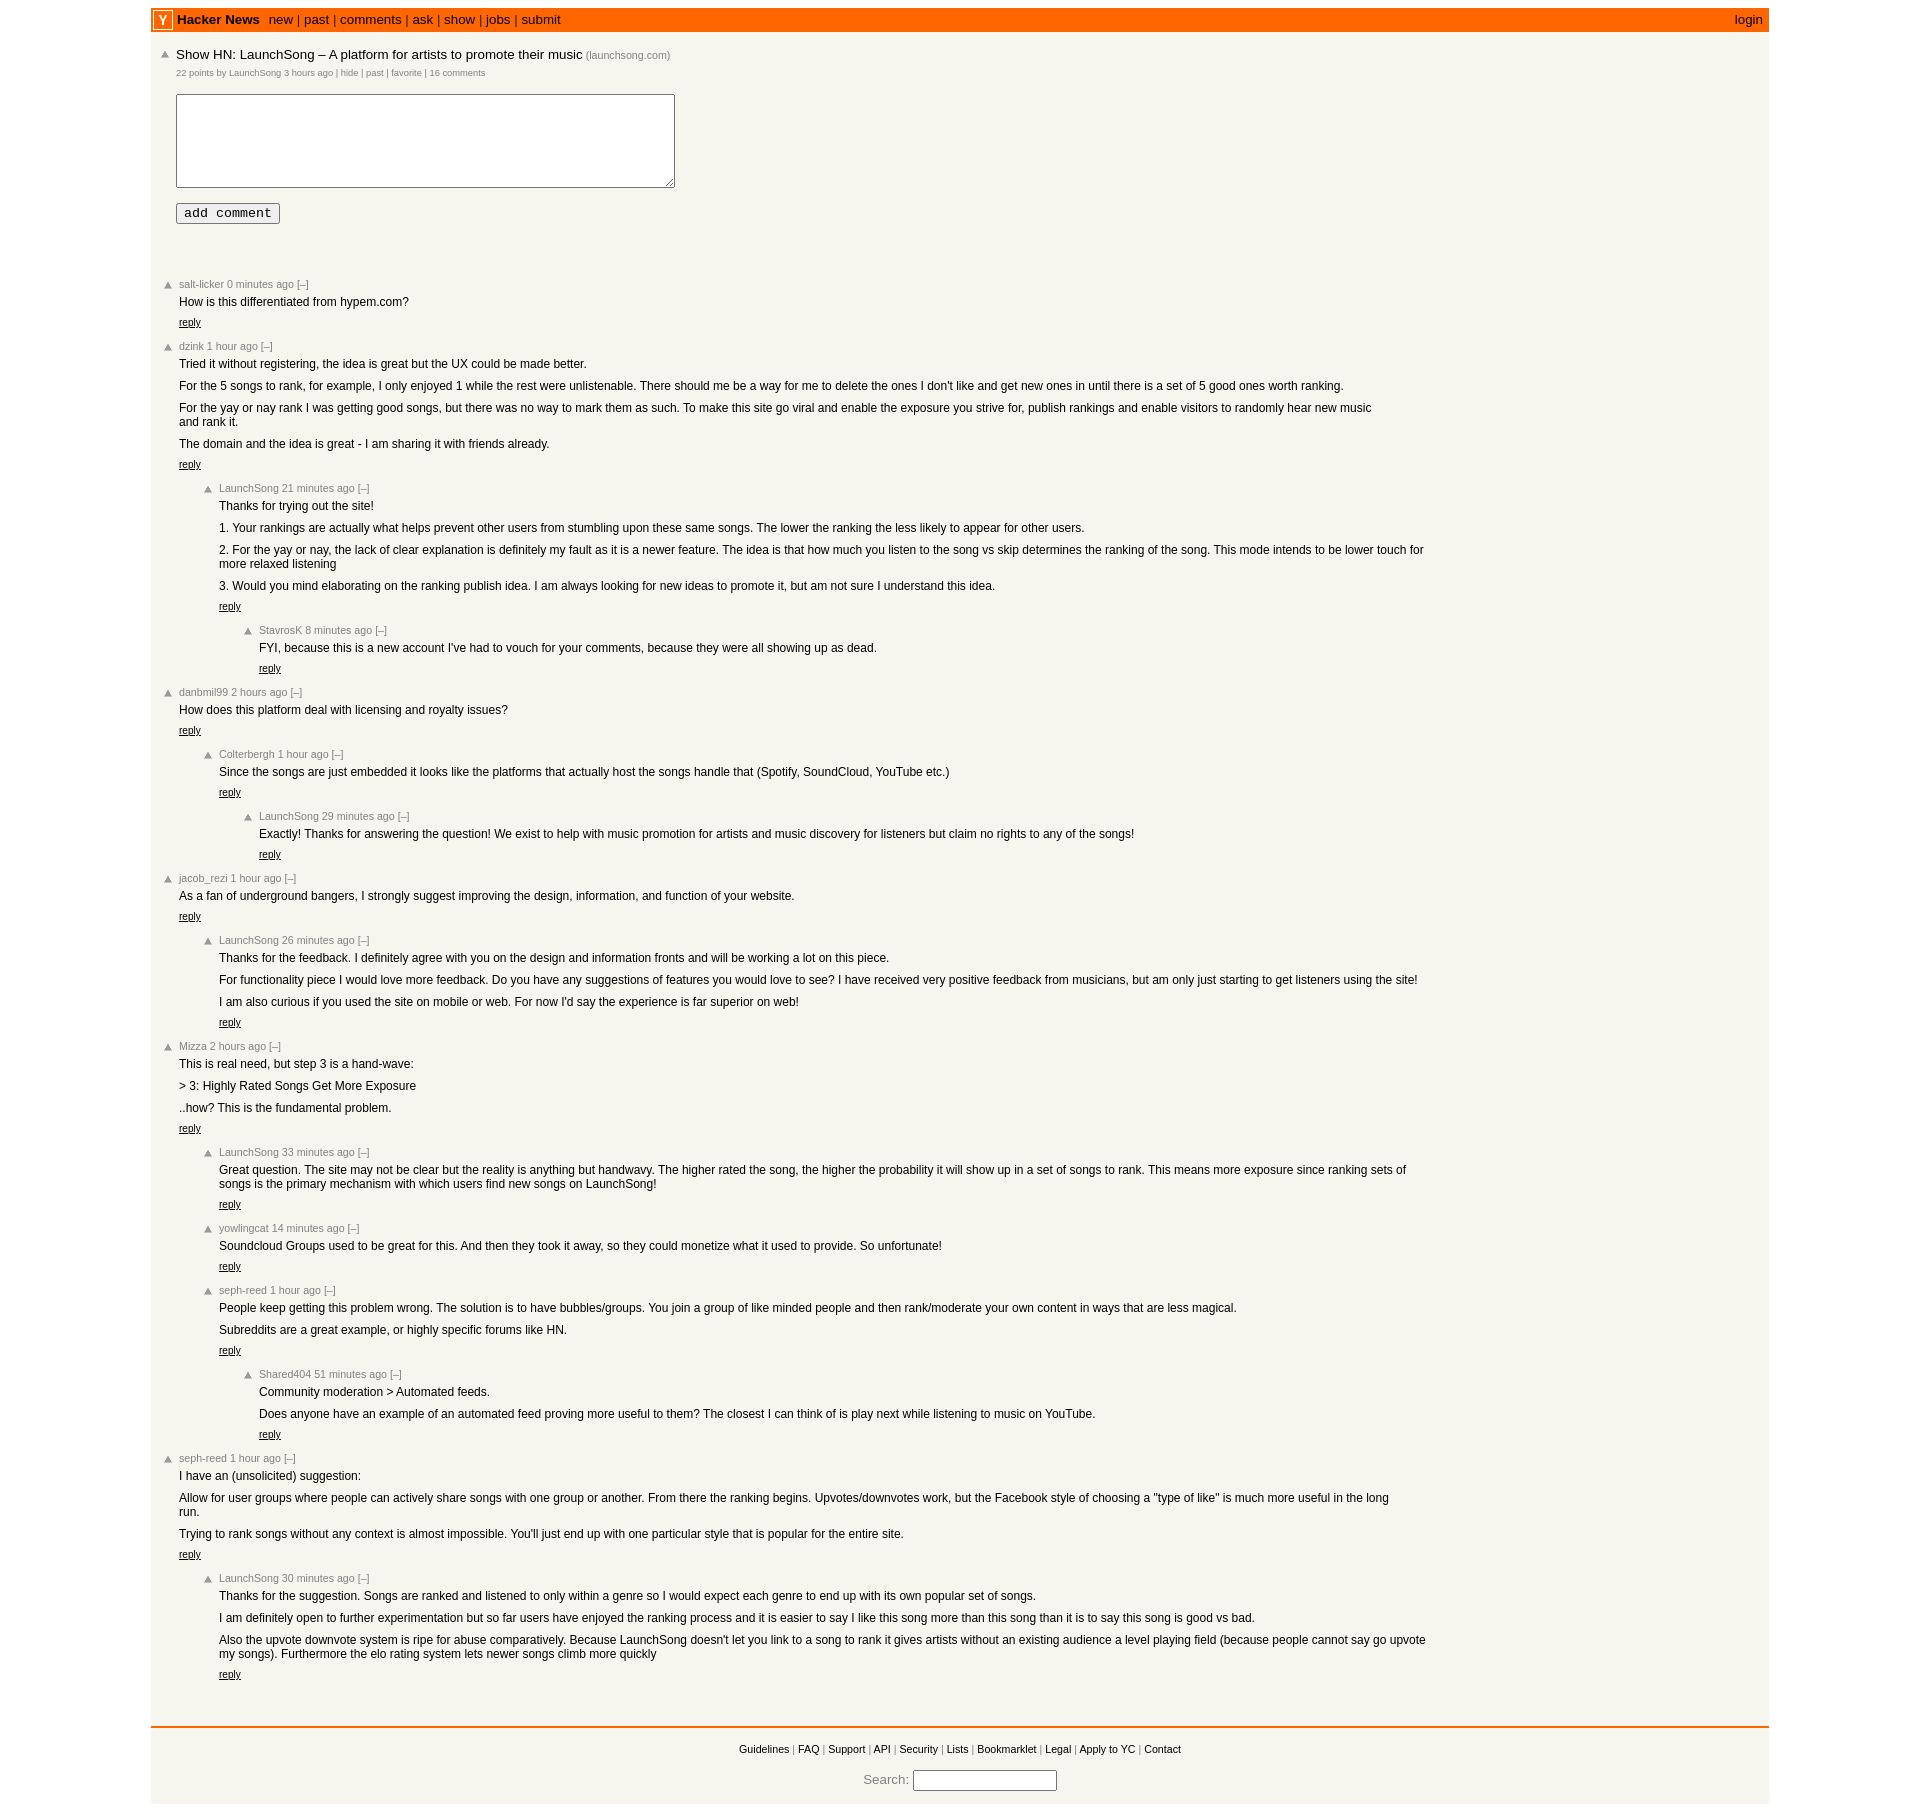 Y Hacker News new | past | comments | ask | show | jobs | submit login
Show HN: LaunchSong – A platform for artists to promote their music (launchsong.com)
22 points by LaunchSong 3 hours ago | hide | past | favorite | 16 comments
add comment
salt-licker 0 minutes ago [–]
How is this differentiated from hypem.com?
reply
dzink 1 hour ago [–]
Tried it without registering, the idea is great but the UX could be made better.
For the 5 songs to rank, for example, I only enjoyed 1 while the rest were unlistenable. There should me be a way for me to delete the ones I don't like and get new ones in until there is a set of 5 good ones worth ranking.
For the yay or nay rank I was getting good songs, but there was no way to mark them as such. To make this site go viral and enable the exposure you strive for, publish rankings and enable visitors to randomly hear new music
and rank it.
The domain and the idea is great - I am sharing it with friends already.
reply
LaunchSong 21 minutes ago [–]
Thanks for trying out the site!
1. Your rankings are actually what helps prevent other users from stumbling upon these same songs. The lower the ranking the less likely to appear for other users.
2. For the yay or nay, the lack of clear explanation is definitely my fault as it is a newer feature. The idea is that how much you listen to the song vs skip determines the ranking of the song. This mode intends to be lower touch for
more relaxed listening
3. Would you mind elaborating on the ranking publish idea. I am always looking for new ideas to promote it, but am not sure I understand this idea.
reply
StavrosK 8 minutes ago [–]
FYI, because this is a new account I've had to vouch for your comments, because they were all showing up as dead.
reply
danbmil99 2 hours ago [–]
How does this platform deal with licensing and royalty issues?
reply
Colterbergh 1 hour ago [–]
Since the songs are just embedded it looks like the platforms that actually host the songs handle that (Spotify, SoundCloud, YouTube etc.)
reply
LaunchSong 29 minutes ago [–]
Exactly! Thanks for answering the question! We exist to help with music promotion for artists and music discovery for listeners but claim no rights to any of the songs!
reply
jacob_rezi 1 hour ago [–]
As a fan of underground bangers, I strongly suggest improving the design, information, and function of your website.
reply
LaunchSong 26 minutes ago [–]
Thanks for the feedback. I definitely agree with you on the design and information fronts and will be working a lot on this piece.
For functionality piece I would love more feedback. Do you have any suggestions of features you would love to see? I have received very positive feedback from musicians, but am only just starting to get listeners using the site!
I am also curious if you used the site on mobile or web. For now I'd say the experience is far superior on web!
reply
Mizza 2 hours ago [–]
This is real need, but step 3 is a hand-wave:
> 3: Highly Rated Songs Get More Exposure
..how? This is the fundamental problem.
reply
LaunchSong 33 minutes ago [–]
Great question. The site may not be clear but the reality is anything but handwavy. The higher rated the song, the higher the probability it will show up in a set of songs to rank. This means more exposure since ranking sets of
songs is the primary mechanism with which users find new songs on LaunchSong!
reply
yowlingcat 14 minutes ago [–]
Soundcloud Groups used to be great for this. And then they took it away, so they could monetize what it used to provide. So unfortunate!
reply
seph-reed 1 hour ago [–]
People keep getting this problem wrong. The solution is to have bubbles/groups. You join a group of like minded people and then rank/moderate your own content in ways that are less magical.
Subreddits are a great example, or highly specific forums like HN.
reply
Shared404 51 minutes ago [–]
Community moderation > Automated feeds.
Does anyone have an example of an automated feed proving more useful to them? The closest I can think of is play next while listening to music on YouTube.
reply
seph-reed 1 hour ago [–]
I have an (unsolicited) suggestion:
Allow for user groups where people can actively share songs with one group or another. From there the ranking begins. Upvotes/downvotes work, but the Facebook style of choosing a "type of like" is much more useful in the long
run.
Trying to rank songs without any context is almost impossible. You'll just end up with one particular style that is popular for the entire site.
reply
LaunchSong 30 minutes ago [–]
Thanks for the suggestion. Songs are ranked and listened to only within a genre so I would expect each genre to end up with its own popular set of songs.
I am definitely open to further experimentation but so far users have enjoyed the ranking process and it is easier to say I like this song more than this song than it is to say this song is good vs bad.
Also the upvote downvote system is ripe for abuse comparatively. Because LaunchSong doesn't let you link to a song to rank it gives artists without an existing audience a level playing field (because people cannot say go upvote
my songs). Furthermore the elo rating system lets newer songs climb more quickly
reply
Guidelines | FAQ | Support | API | Security | Lists | Bookmarklet | Legal | Apply to YC | Contact
Search: